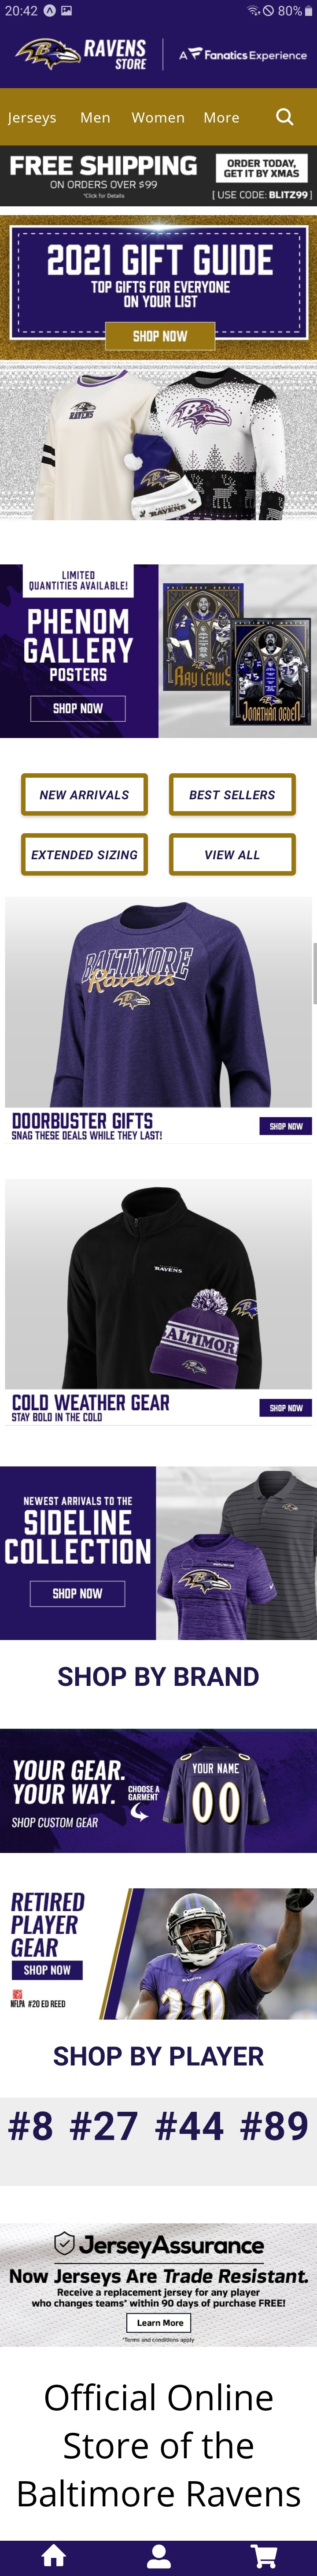 20:42
80%
RAVENS
STORE
A Fanatics Experience
Jerseys Men Women More
FREE SHIPPING
ON ORDERS OVER $99
*Click for Details
ORDER TODAY,
GET IT BY XMAS
[ USE CODE: BLITZ99 ]
2021 GIFT GUIDE
TOP GIFTS FOR EVERYONE
ON YOUR LIST
SHOP NOW
RAVENS
RAVENS
LIMITED
QUANTITIES AVAILABLE!
PHENOM
GALLERY
POSTERS
SHOP NOW
BALTIMORE RAVENS
RAY LEWIS
BALTIMORE RAVENS
JONATHAN OGDEN
NEW ARRIVALS
BEST SELLERS
EXTENDED SIZING
VIEW ALL
BALTIMORE
Ravens
DOORBUSTER GIFTS
SNAG THESE DEALS WHILE THEY LAST!
SHOP NOW
RAVENS
BALTIMOR
COLD WEATHER GEAR
STAY BOLD IN THE COLD
SHOP NOW
NEWEST ARRIVALS TO THE
SIDELINE
COLLECTION
SHOP NOW
SHOP BY BRAND
YOUR GEAR.
YOUR WAY.
SHOP CUSTOM GEAR
CHOOSE A
GARMENT
YOUR NAME
00
RETIRED
PLAYER
GEAR
SHOP NOW
NFLPA #20 ED REED
RAVENS
20
SHOP BY PLAYER
#8 #27 #44 #89
JerseyAssurance
Now Jerseys Are Trade Resistant.
Receive a replacement jersey for any player
who changes teams* within 90 days of purchase FREE!
Learn More
*Terms and conditions apply
Official Online
Store of the
Baltimore Ravens